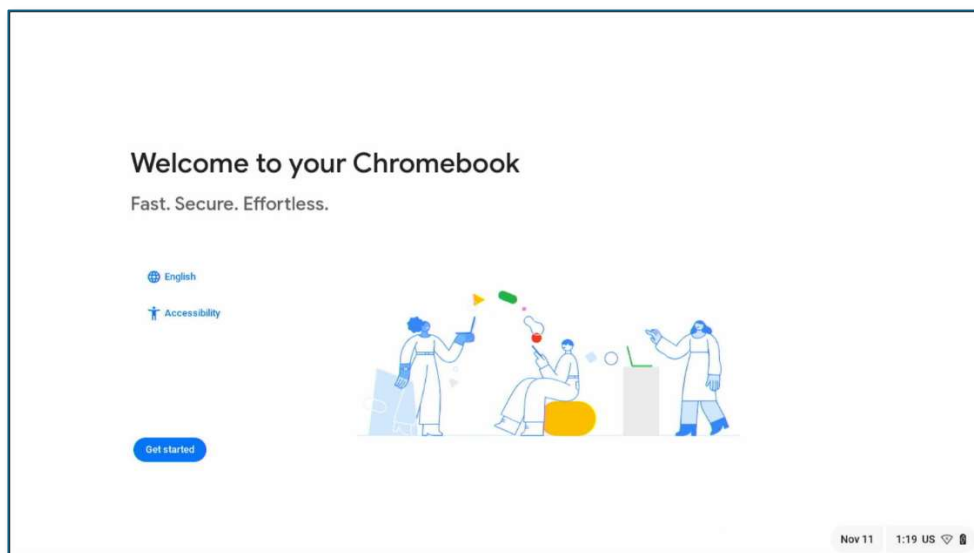 Welcome to your Chromebook
Fast. Secure. Effortless.
English
Accessibility
Get started
Nov 11 1:19 US